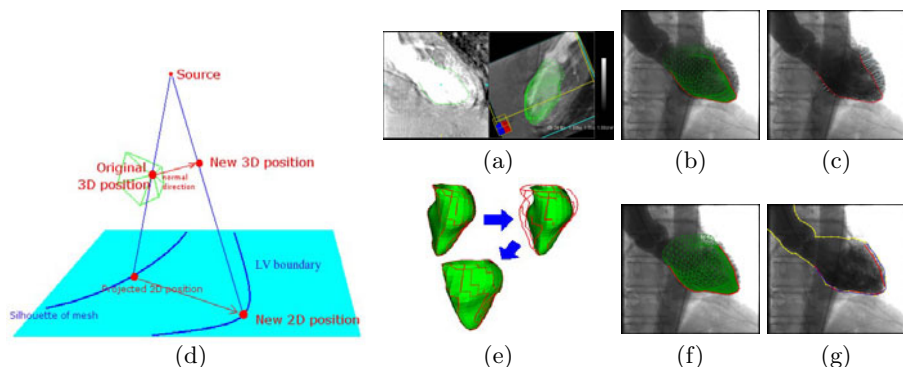 Source
Original
3D position
normal
direction
New 3D position
LV boundary
Projected 2D position
Silhouette of mesh
New 2D position
(d)
(a)
(b)
(c)
(e)
(f)
(g)